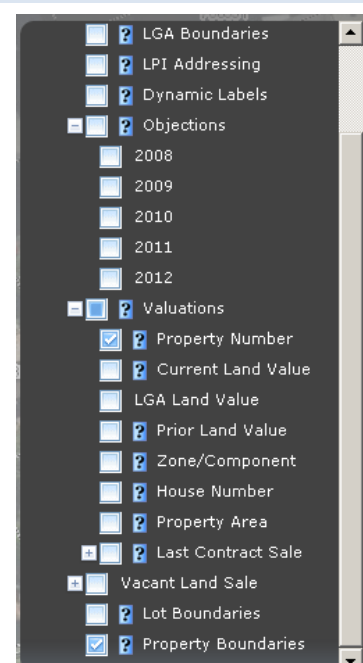 LGA Boundaries
LPI Addressing
Dynamic Labels
Objections
2008
2009
2010
2011
2012
Valuations
Property Number
Current Land Value
LGA Land Value
Prior Land Value
Zone/Component
House Number
Property Area
Last Contract Sale
Vacant Land Sale
Lot Boundaries
Property Boundaries